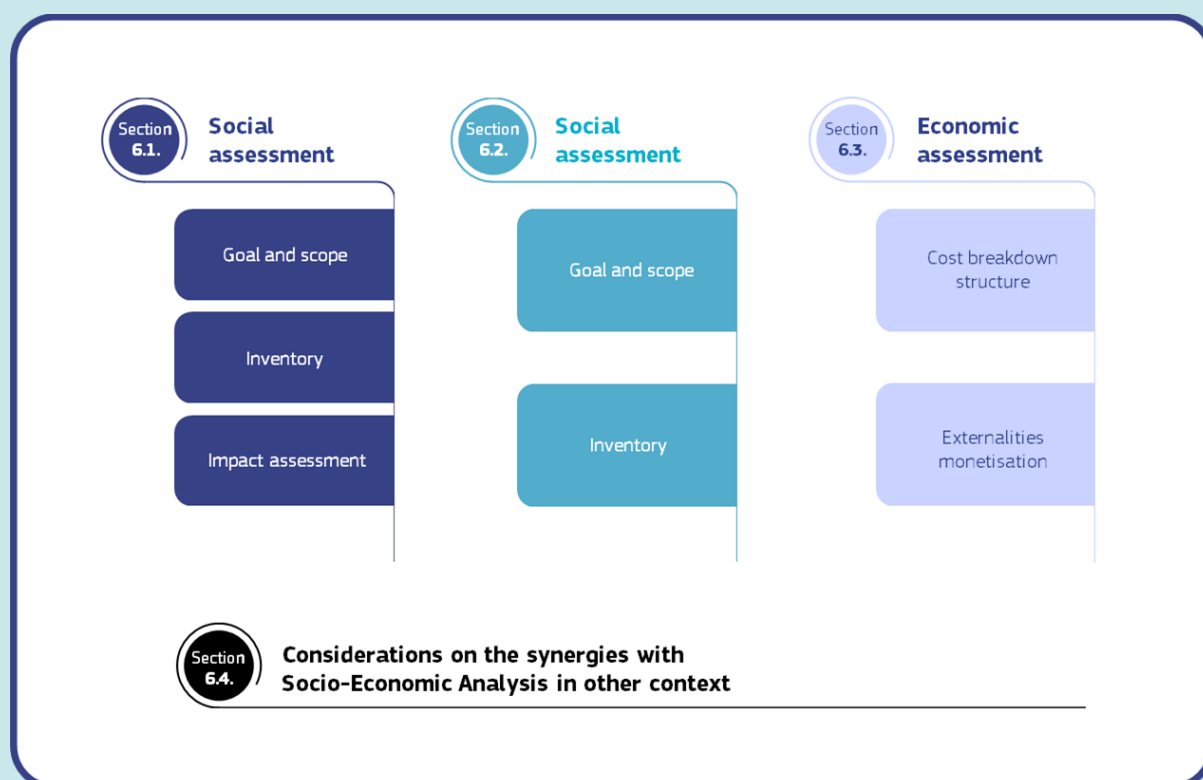 Section
6.1.
Social
assessment
Goal and scope
Inventory
Impact assessment
Section
6.2.
Social
assessment
Goal and scope
Inventory
Section
6.3.
Economic
assessment
Cost breakdown
structure
Externalities
monetisation
Section
6.4.
Considerations on the synergies with
Socio-Economic Analysis in other context